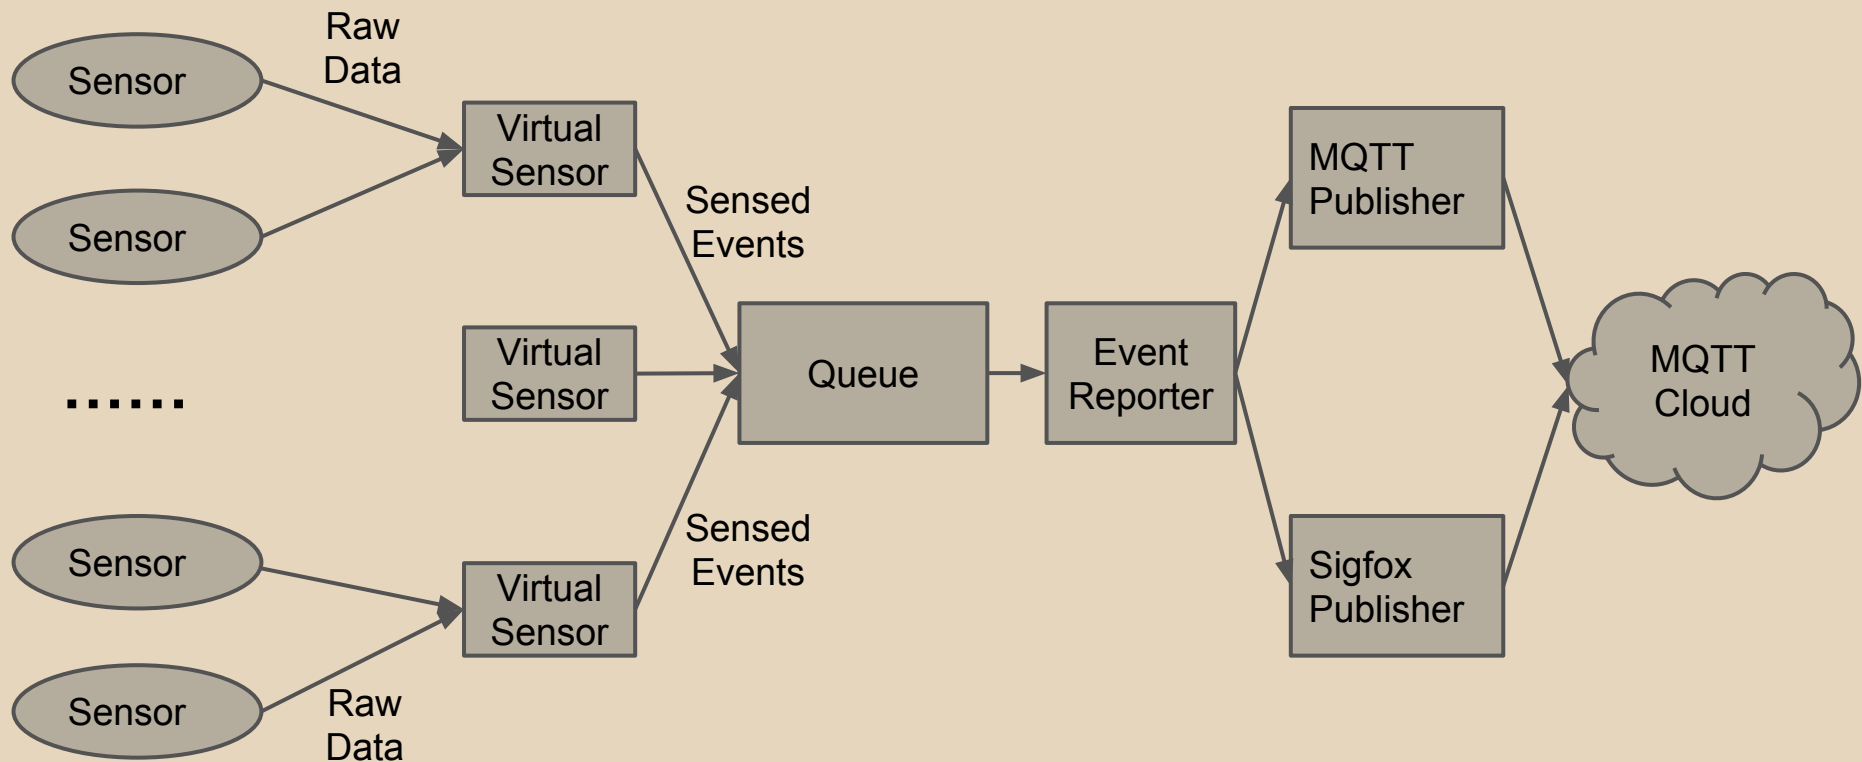 Raw
Data
Sensor
Virtual
Sensor
Sensor
Sensed
Events
MQTT
Publisher
Virtual
Sensor
Queue
Event
Reporter
MQTT
Cloud
......
Sensor
Virtual
Sensor
Sensed
Events
Sigfox
Publisher
Sensor
Raw
Data